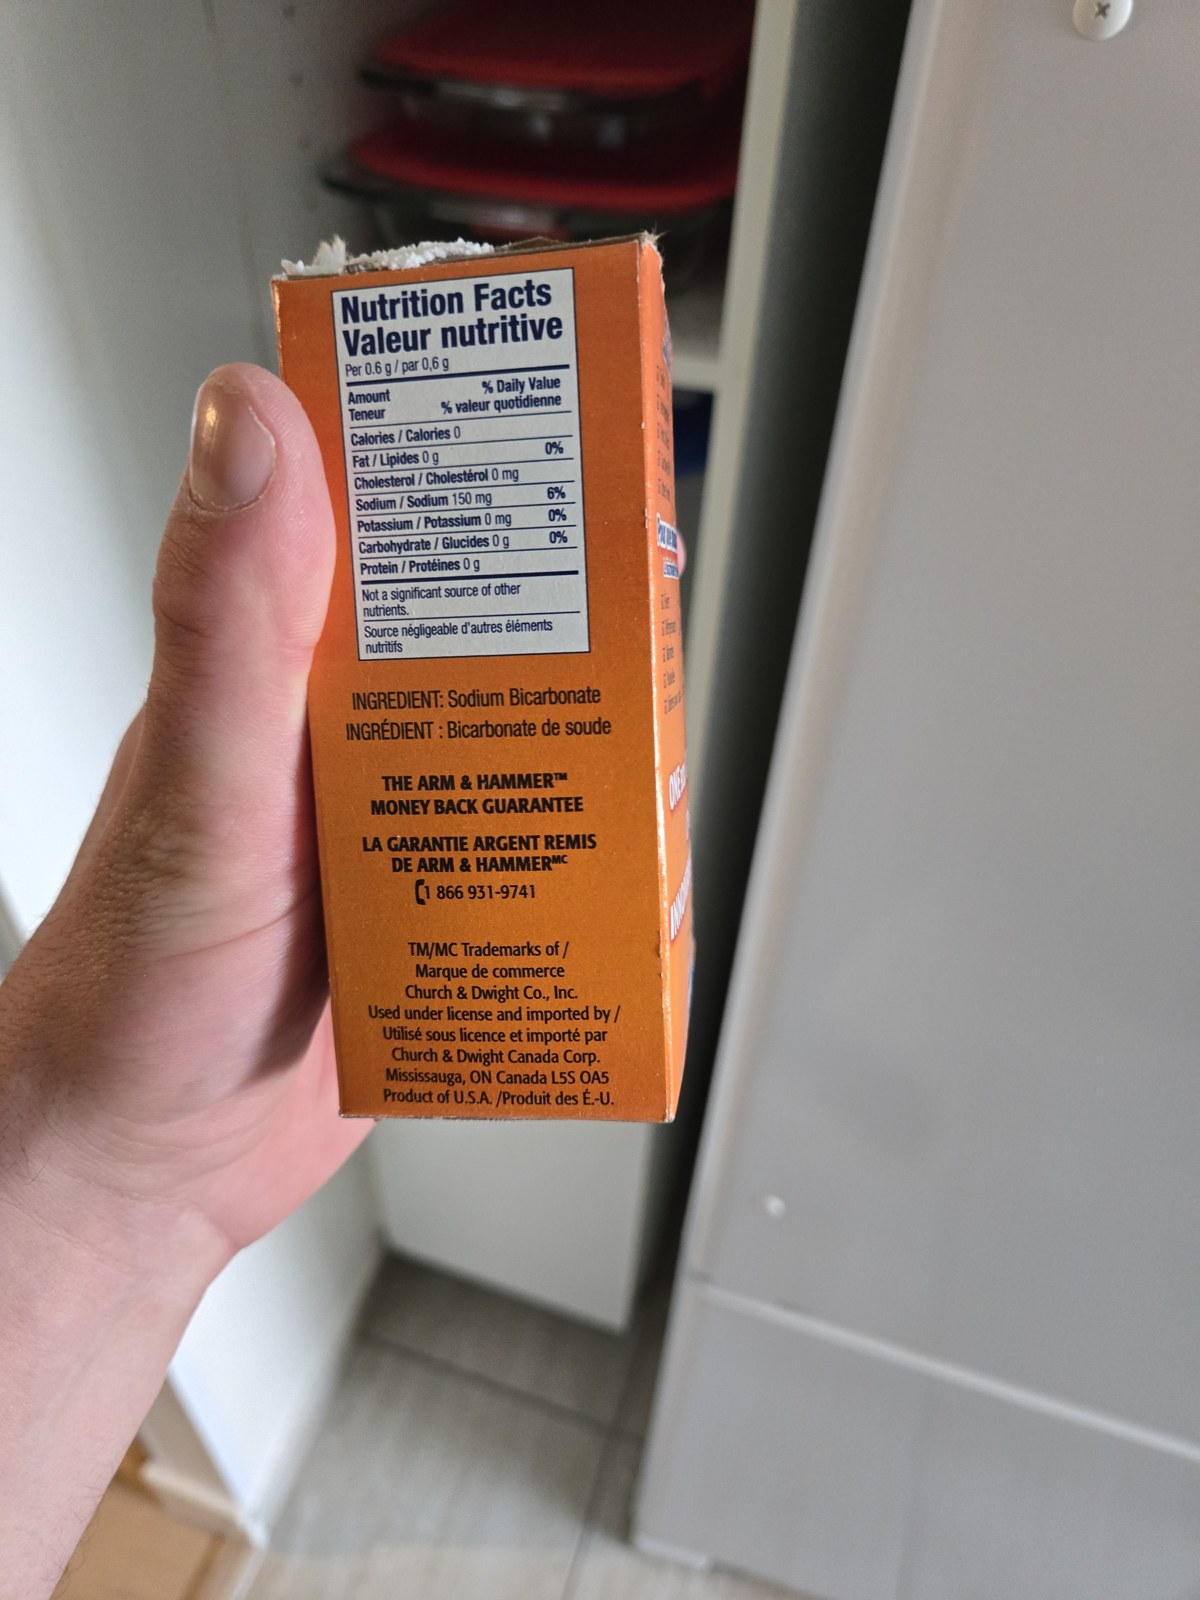 Nutrition Facts
Valeur nutritive
Per 0.6 g / par 0,6 g
Amount % Daily Value
Teneur % valeur quotidienne
Calories / Calories 0
Fat / Lipides 0 g 0%
Cholesterol / Cholestérol 0 mg
Sodium / Sodium 150 mg 6%
Potassium / Potassium 0 mg 0%
Carbohydrate / Glucides 0 g 0%
Protein / Protéines 0 g
Not a significant source of other
nutrients.
Source négligeable d'autres éléments
nutritifs
INGREDIENT: Sodium Bicarbonate
INGRÉDIENT : Bicarbonate de soude
THE ARM & HAMMER™
MONEY BACK GUARANTEE
LA GARANTIE ARGENT REMIS
DE ARM & HAMMERᴹᶜ
1 866 931-9741
TM/MC Trademarks of /
Marque de commerce
Church & Dwight Co., Inc.
Used under license and imported by /
Utilisé sous licence et importé par
Church & Dwight Canada Corp.
Mississauga, ON Canada L5S OA5
Product of U.S.A. /Produit des É.-U.